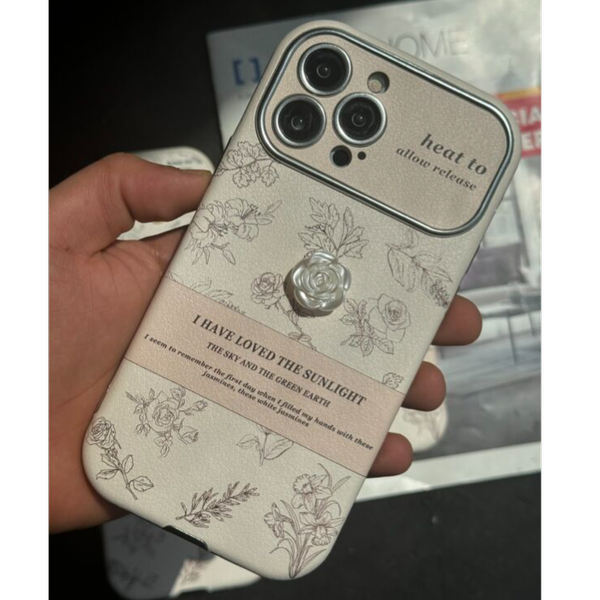 [ ]
HOME
heat to
allow release
I HAVE LOVED THE SUNLIGHT
THE SKY AND THE GREEN EARTH
I seem to remember the first day when I filled my hands with these
jasmines, these white jasmines